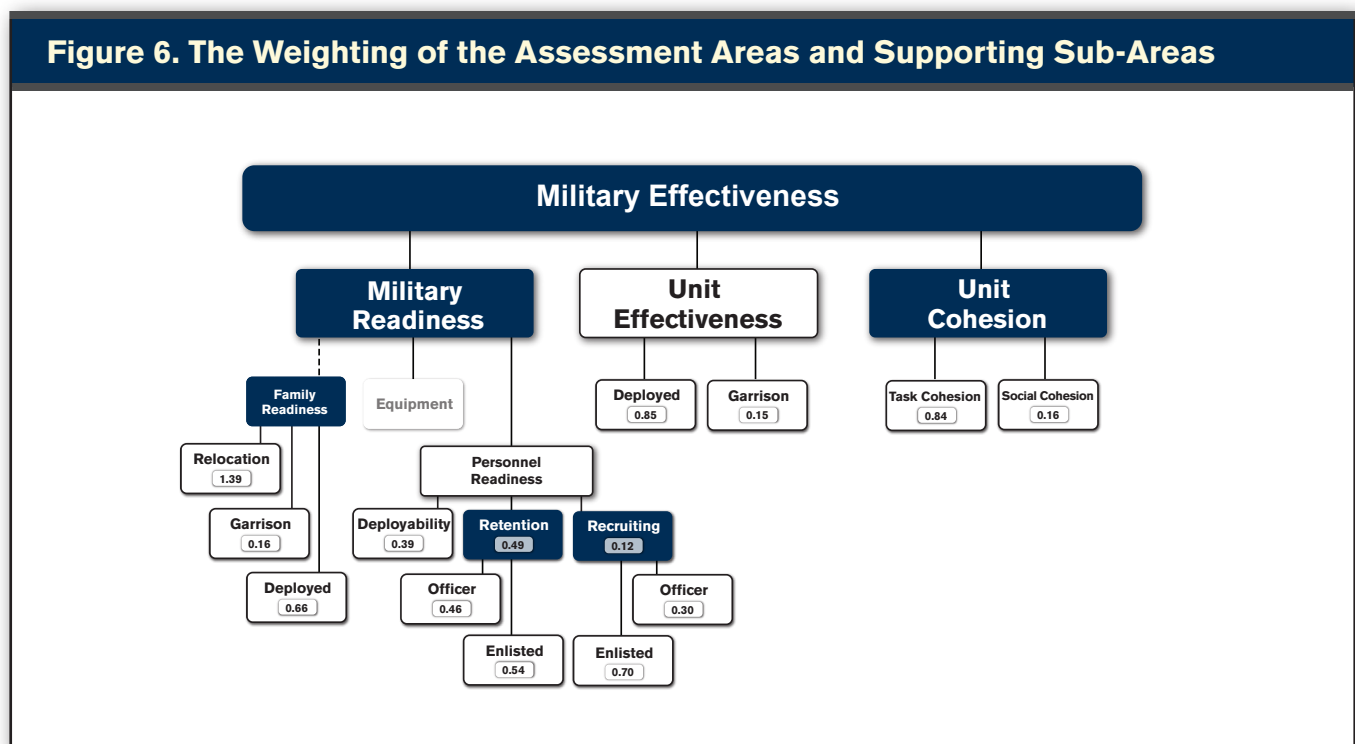 Figure 6. The Weighting of the Assessment Areas and Supporting Sub-Areas
Military Effectiveness
Military
Readiness
Unit
Effectiveness
Unit
Cohesion
Family
Readiness
Equipment
Deployed
0.85
Garrison
0.15
Task Cohesion
0.84
Social Cohesion
0.16
Relocation
1.39
Personnel
Readiness
Garrison
0.16
Deployability
0.39
Retention
0.49
Recruiting
0.12
Deployed
0.66
Officer
0.46
Officer
0.30
Enlisted
0.54
Enlisted
0.70